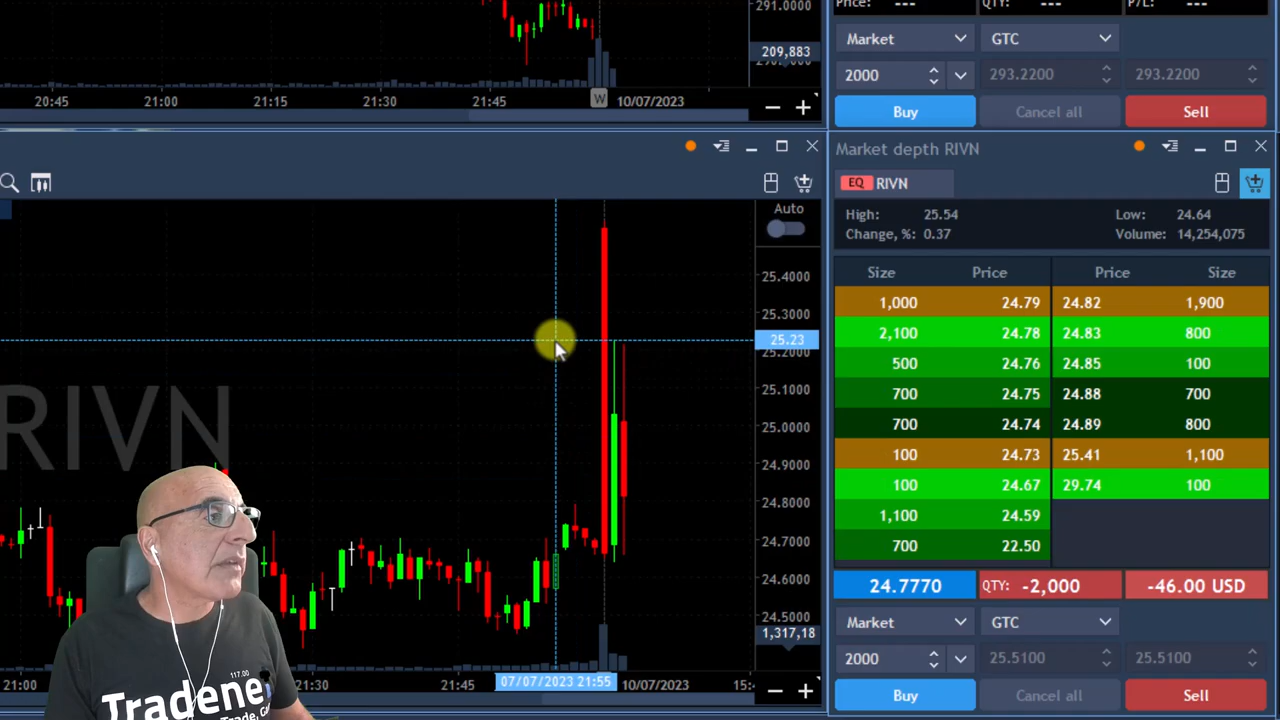 291.0000
209,883
20:45 21:00 21:15 21:30 21:45 W 10/07/2023
Price: --- QTY: --- P/L: ---
Market GTC
2000 293.2200 293.2200
Buy Cancel all Sell
Auto
25.4000
25.3000
25.23
25.2000
25.1000
25.0000
24.9000
24.8000
24.7000
24.6000
24.5000
1,317,18
RIVN
21:00 21:30 21:45 07/07/2023 21:55 10/07/2023 15:4
Market depth RIVN
EQ RIVN
High: 25.54 Low: 24.64
Change, %: 0.37 Volume: 14,254,075
Size Price Price Size
1,000 24.79 24.82 1,900
2,100 24.78 24.83 800
500 24.76 24.85 100
700 24.75 24.88 700
700 24.74 24.89 800
100 24.73 25.41 1,100
100 24.67 29.74 100
1,100 24.59
700 22.50
24.7770 QTY: -2,000 -46.00 USD
Market GTC
2000 25.5100 25.5100
Buy Cancel all Sell
117.00
Tradene
Trade,